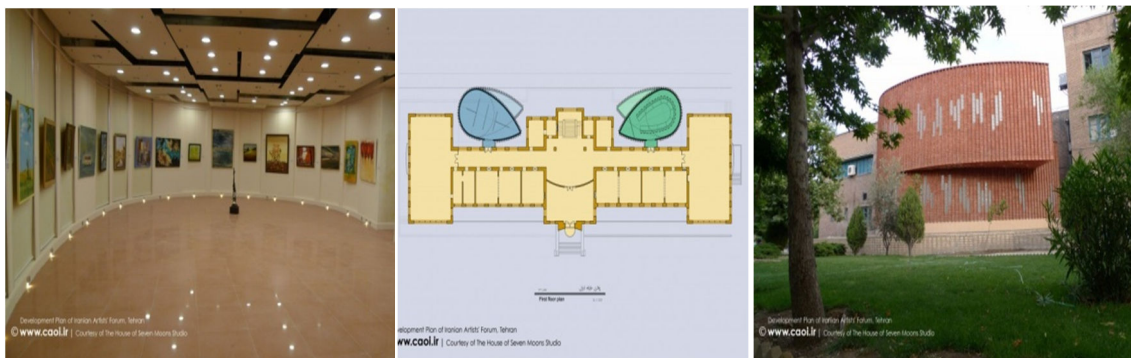 Development Plan of Iranian Artists' Forum, Tehran
© www.caoi.ir | Courtesy of The House of Seven Moons Studio
First floor plan
velopment Plan of Iranian Artists' Forum, Tehran
ww.caoi.ir | Courtesy of The House of Seven Moons Studio
Development Plan of Iranian Artists' Forum, Tehran
© www.caoi.ir | Courtesy of The House of Seven Moons Studio